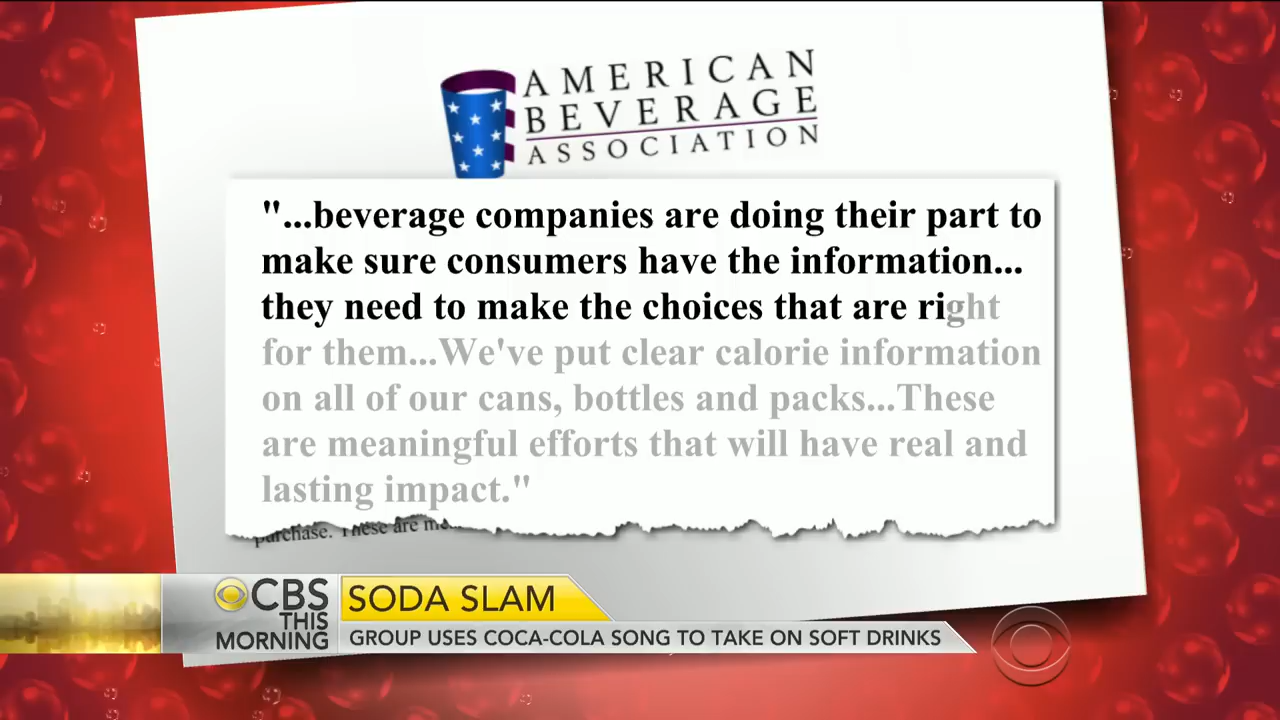 AMERICAN
BEVERAGE
ASSOCIATION
"...beverage companies are doing their part to
make sure consumers have the information...
they need to make the choices that are right
for them...We've put clear calorie information
on all of our cans, bottles and packs...These
are meaningful efforts that will have real and
lasting impact."
purchase. These are
CBS
THIS
MORNING
SODA SLAM
GROUP USES COCA-COLA SONG TO TAKE ON SOFT DRINKS